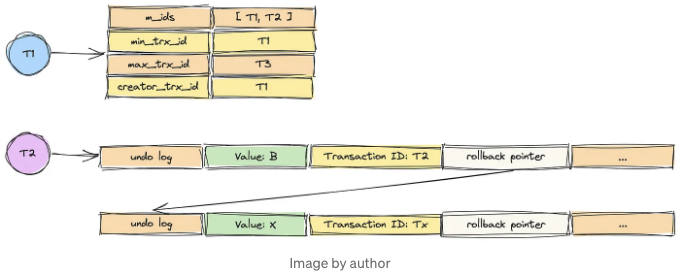 T1
m_ids [ T1, T2 ]
min_trx_id T1
max_trx_id T3
creator_trx_id T1
T2
undo log Value: B Transaction ID: T2 rollback pointer ...
undo log Value: X Transaction ID: Tx rollback pointer ...
Image by author